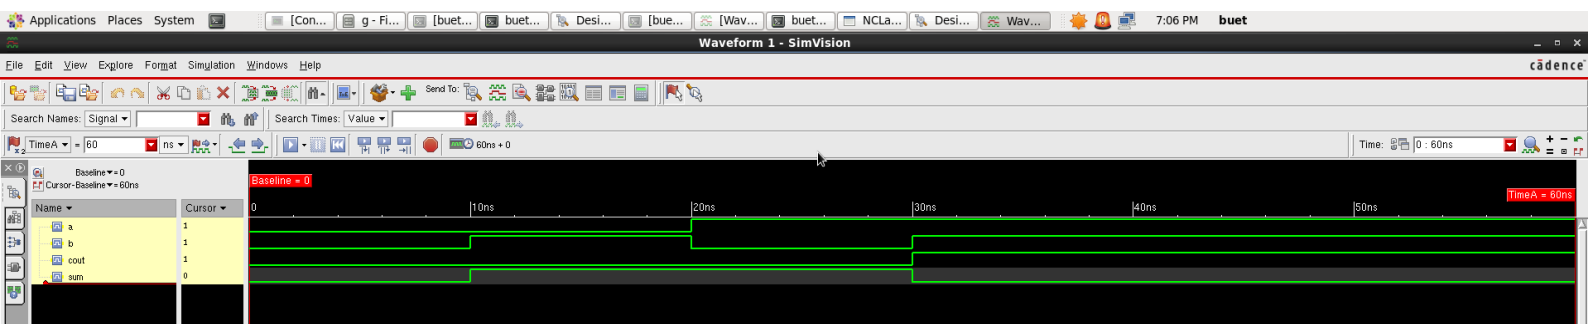 Applications Places System [Con... g - Fi... [buet... buet... Desi... [bue... [Wav... buet... NCLa... Desi... Wav... 7:06 PM buet
Waveform 1 - SimVision
File Edit View Explore Format Simulation Windows Help cādence
Send To:
Search Names: Signal Search Times: Value
TimeA = 60 ns 60ns + 0 Time: 0 : 60ns
Baseline = 0
Cursor-Baseline = 60ns
Baseline = 0
TimeA = 60ns
Name Cursor 0 10ns 20ns 30ns 40ns 50ns
a 1
b 1
cout 1
sum 0